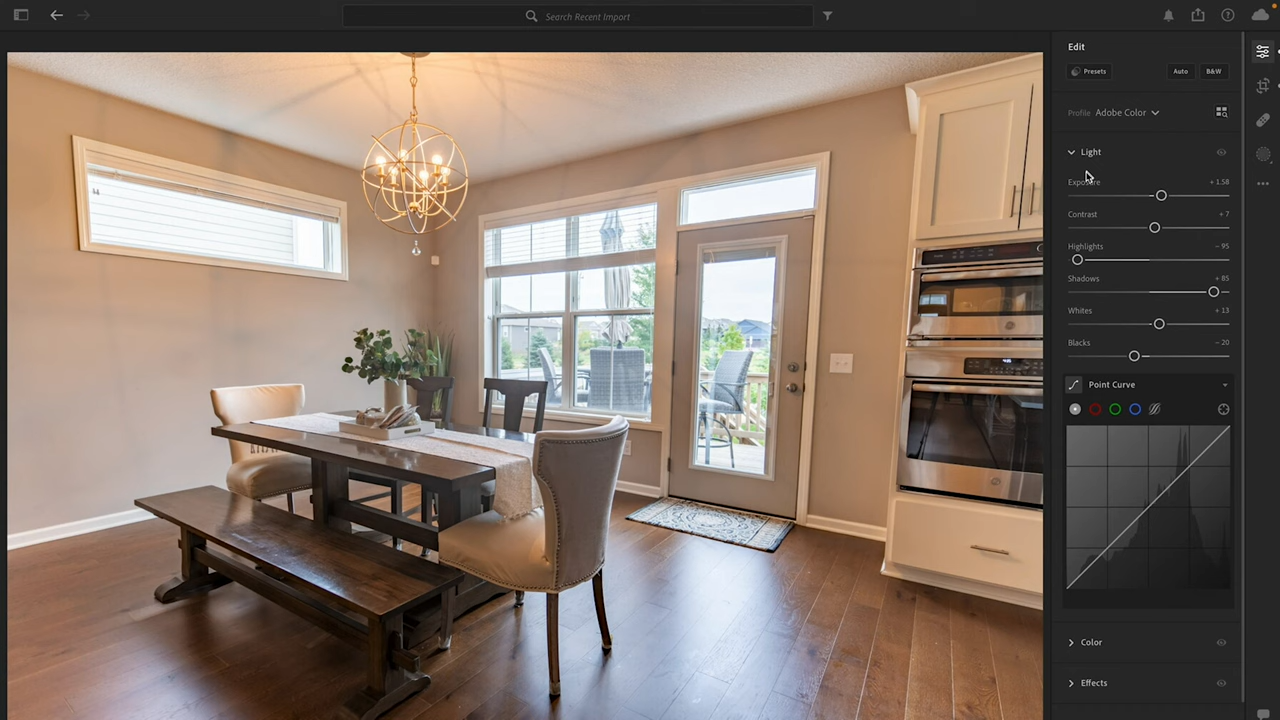 Search Recent Import
Edit
Presets
Auto
B&W
Profile Adobe Color
Light
Exposure + 1.58
Contrast + 7
Highlights − 95
Shadows + 85
Whites + 13
Blacks − 20
Point Curve
Color
Effects